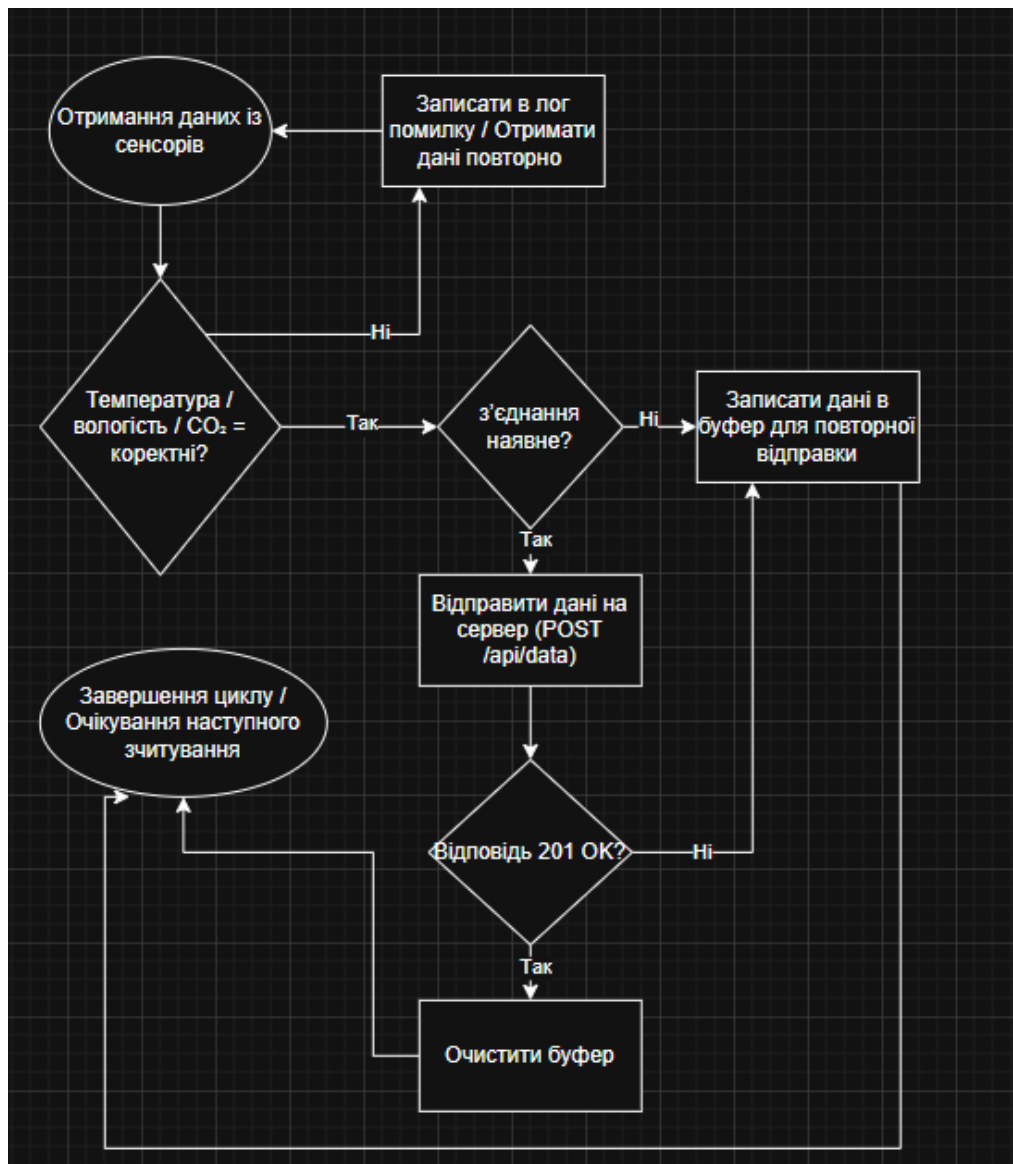 Отримання даних із
сенсорів
Записати в лог
помилку / Отримати
дані повторно
Ні
Температура /
вологість / CO₂ =
коректні?
Так
з’єднання
наявне?
Ні
Записати дані в
буфер для повторної
відправки
Так
Відправити дані на
сервер (POST
/api/data)
Завершення циклу /
Очікування наступного
зчитування
Відповідь 201 OK?
Ні
Так
Очистити буфер